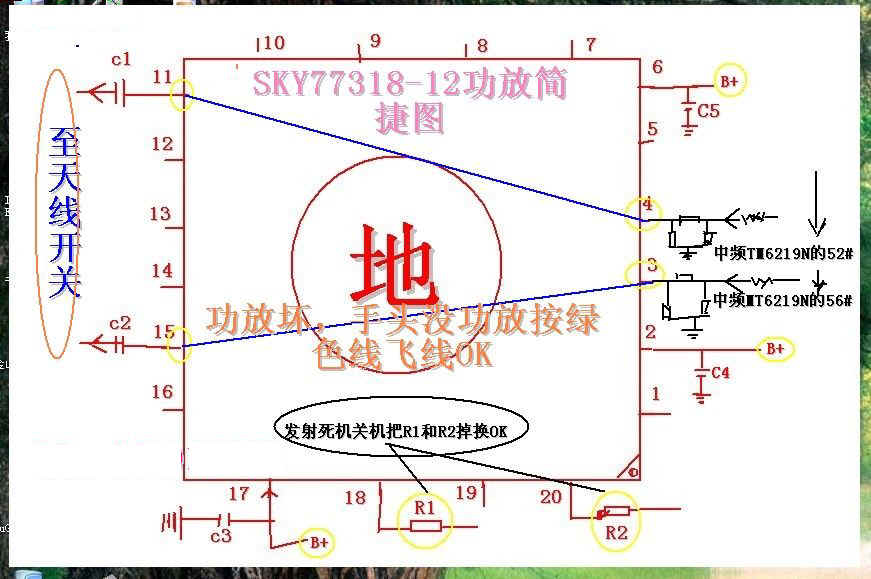 10
9
8
7
c1
11
SKY77318-12功放简
捷图
6
B+
C5
5
12
至天线开关
4
中频TM6219N的52#
13
地
3
中频MT6219N的56#
14
功放坏，手头没功放按绿
色线飞线OK
c2
15
2
B+
C4
1
16
发射死机关机把R1和R2掉换OK
17
18
19
20
R1
R2
c3
B+